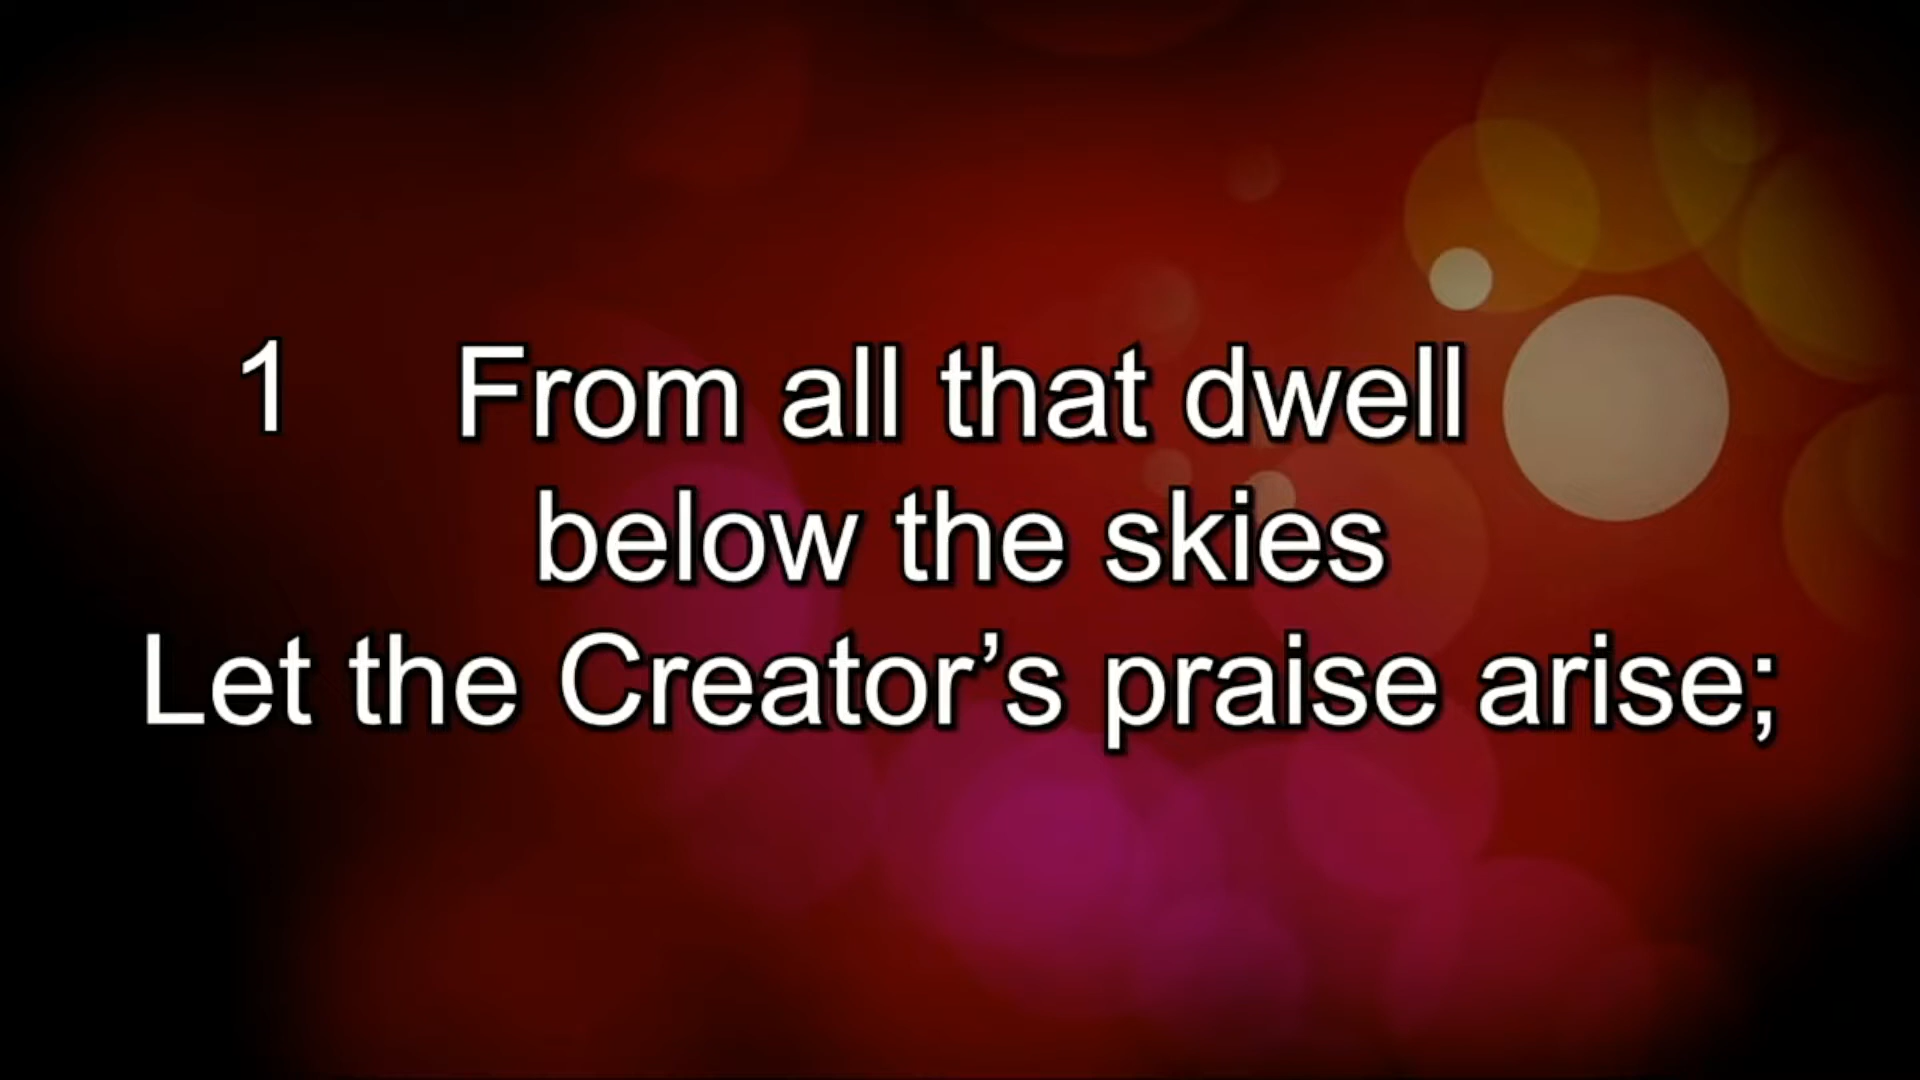 1 From all that dwell
below the skies
Let the Creator’s praise arise;